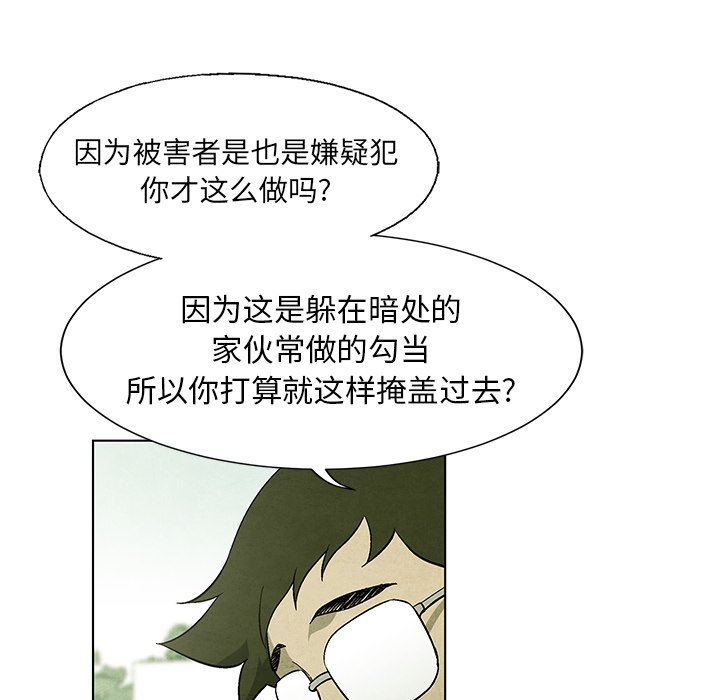 因为被害者是也是嫌疑犯
你才这么做吗?
因为这是躲在暗处的
家伙常做的勾当
所以你打算就这样掩盖过去?